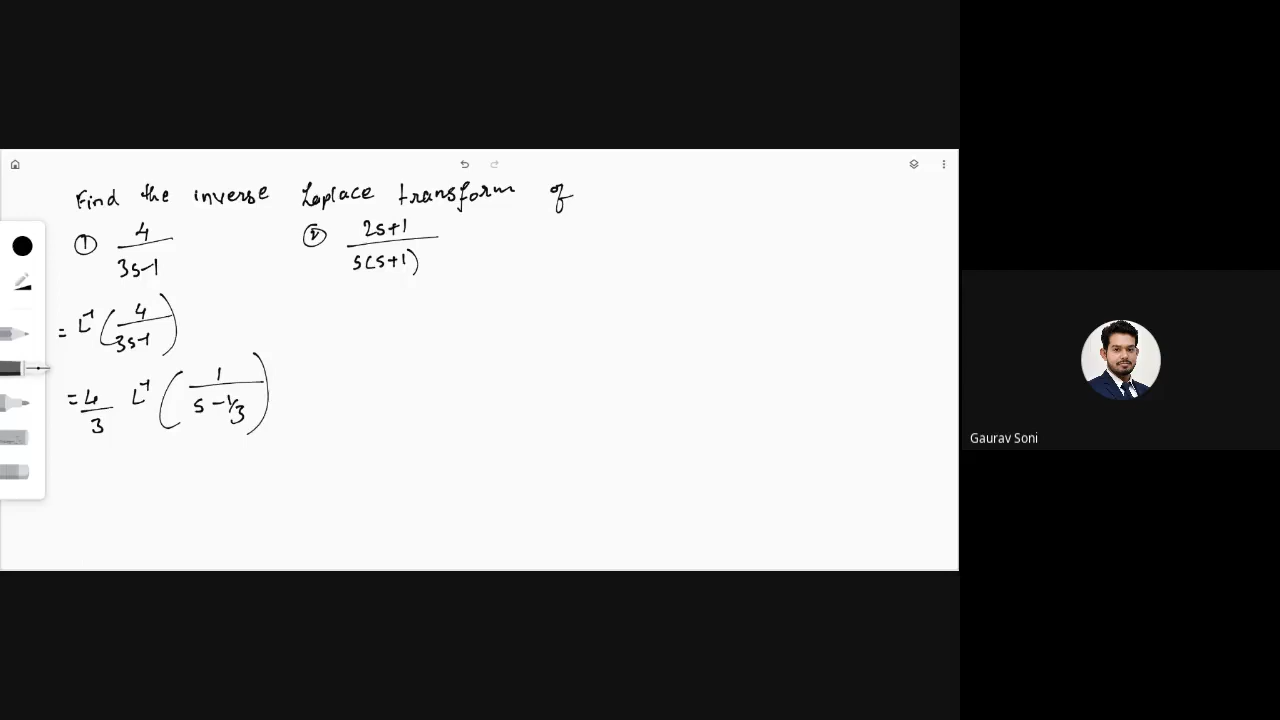 Find the inverse Laplace transform of
① 4/(3s-1) ② (2s+1)/(s(s+1))
= L⁻¹(4/(3s-1))
= 4/3 L⁻¹(1/(s-1/3))
Gaurav Soni